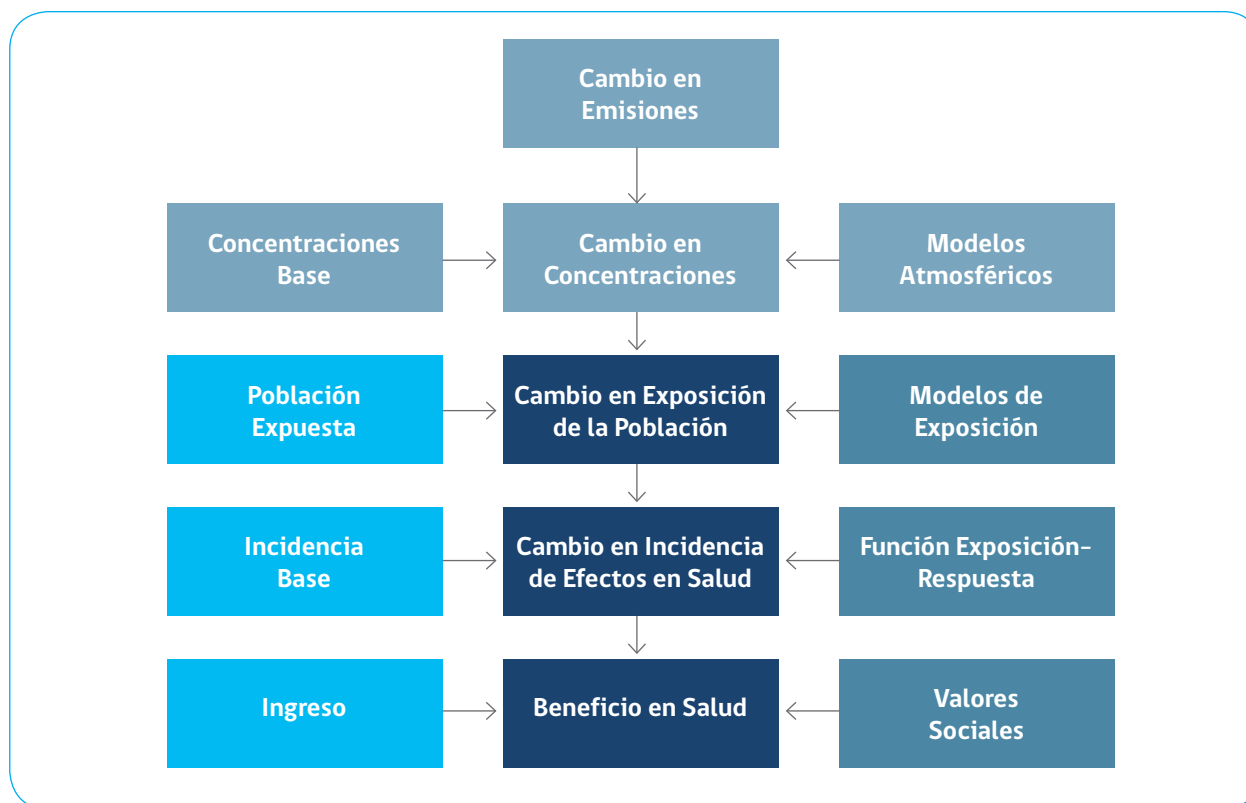 Cambio en
Emisiones
Concentraciones
Base
Cambio en
Concentraciones
Modelos
Atmosféricos
Población
Expuesta
Cambio en Exposición
de la Población
Modelos de
Exposición
Incidencia
Base
Cambio en Incidencia
de Efectos en Salud
Función Exposición-
Respuesta
Ingreso
Beneficio en Salud
Valores
Sociales